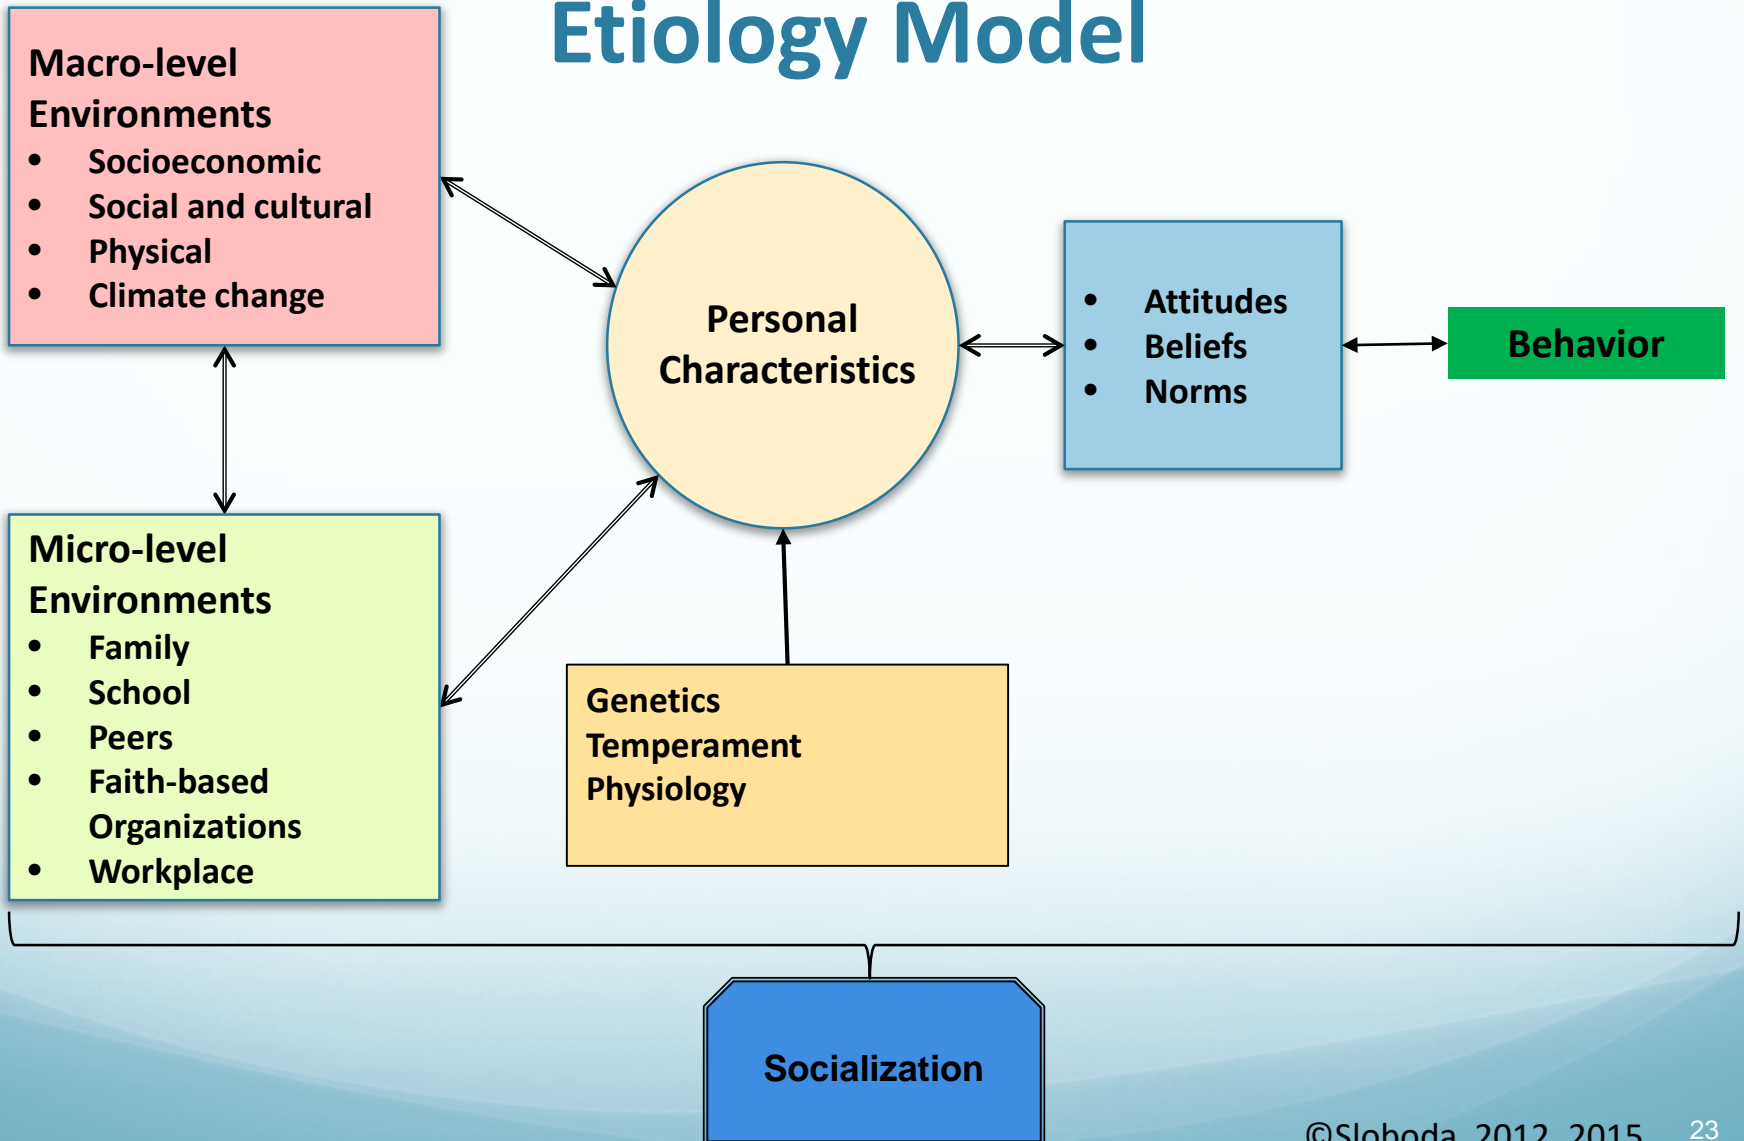 Etiology Model
Macro-level
Environments
• Socioeconomic
• Social and cultural
• Physical
• Climate change
Personal
Characteristics
• Attitudes
• Beliefs
• Norms
Behavior
Micro-level
Environments
• Family
• School
• Peers
• Faith-based
Organizations
• Workplace
Genetics
Temperament
Physiology
Socialization
©Sloboda, 2012, 2015
23